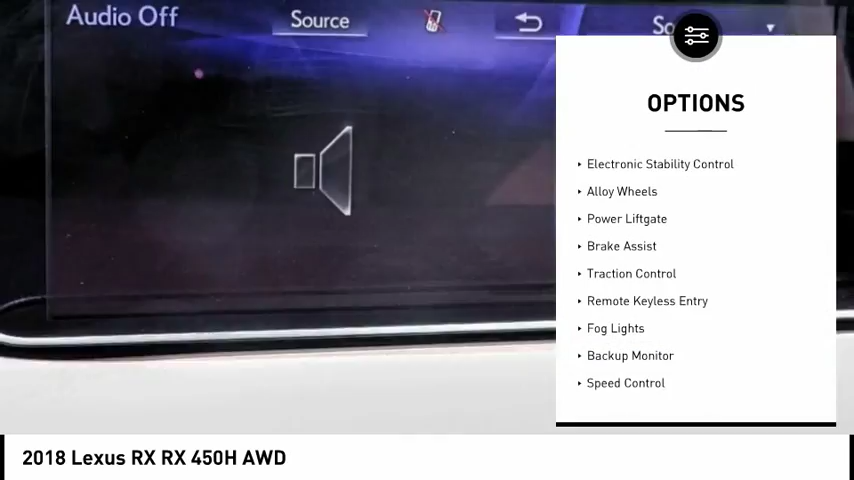 Audio Off
Source
So
OPTIONS
Electronic Stability Control
Alloy Wheels
Power Liftgate
Brake Assist
Traction Control
Remote Keyless Entry
Fog Lights
Backup Monitor
Speed Control
2018 Lexus RX RX 450H AWD